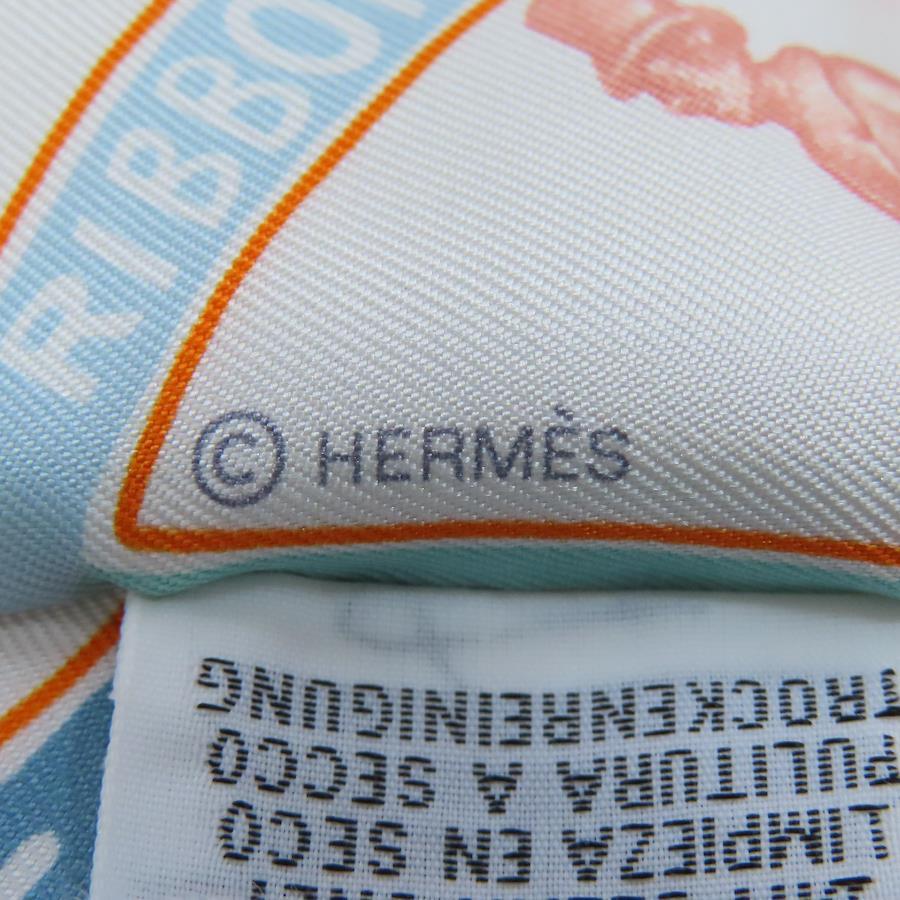 RIBBO
© HERMÈS
LIMPIEZA EN SECO
PULITURA A SECCO
TROCKENREINIGUNG